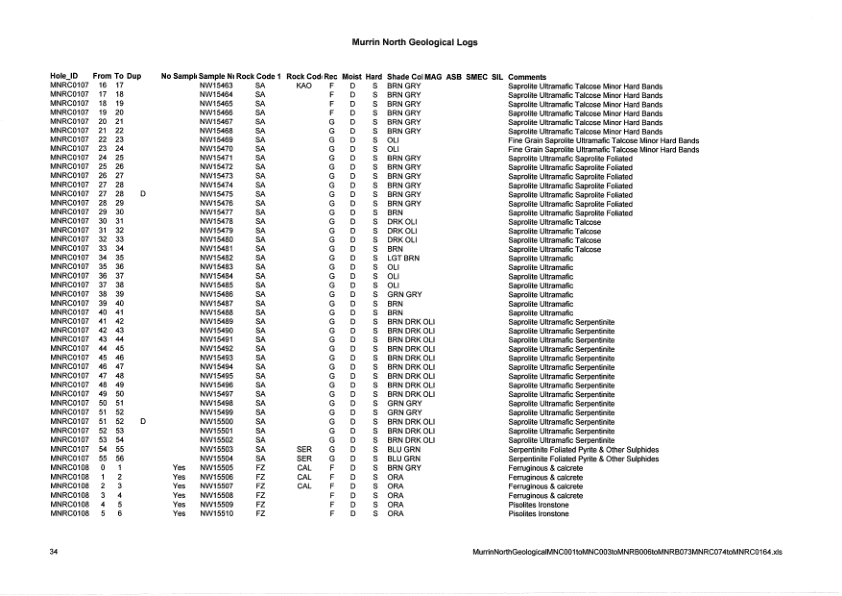 Murrin North Geological Logs
Hole_ID From To Dup No Sampl Sample N Rock Code 1 Rock Cod Rec Moist Hard Shade Col MAG ASB SMEC SIL Comments
MNRC0107 16 17 NW15463 SA KAO F D S BRN GRY Saprolite Ultramafic Talcose Minor Hard Bands
MNRC0107 17 18 NW15464 SA F D S BRN GRY Saprolite Ultramafic Talcose Minor Hard Bands
MNRC0107 18 19 NW15465 SA F D S BRN GRY Saprolite Ultramafic Talcose Minor Hard Bands
MNRC0107 19 20 NW15466 SA F D S BRN GRY Saprolite Ultramafic Talcose Minor Hard Bands
MNRC0107 20 21 NW15467 SA G D S BRN GRY Saprolite Ultramafic Talcose Minor Hard Bands
MNRC0107 21 22 NW15468 SA G D S BRN GRY Saprolite Ultramafic Talcose Minor Hard Bands
MNRC0107 22 23 NW15469 SA G D S OLI Fine Grain Saprolite Ultramafic Talcose Minor Hard Bands
MNRC0107 23 24 NW15470 SA G D S OLI Fine Grain Saprolite Ultramafic Talcose Minor Hard Bands
MNRC0107 24 25 NW15471 SA G D S BRN GRY Saprolite Ultramafic Saprolite Foliated
MNRC0107 25 26 NW15472 SA G D S BRN GRY Saprolite Ultramafic Saprolite Foliated
MNRC0107 26 27 NW15473 SA G D S BRN GRY Saprolite Ultramafic Saprolite Foliated
MNRC0107 27 28 NW15474 SA G D S BRN GRY Saprolite Ultramafic Saprolite Foliated
MNRC0107 27 28 D NW15475 SA G D S BRN GRY Saprolite Ultramafic Saprolite Foliated
MNRC0107 28 29 NW15476 SA G D S BRN GRY Saprolite Ultramafic Saprolite Foliated
MNRC0107 29 30 NW15477 SA G D S BRN Saprolite Ultramafic Saprolite Foliated
MNRC0107 30 31 NW15478 SA G D S DRK OLI Saprolite Ultramafic Talcose
MNRC0107 31 32 NW15479 SA G D S DRK OLI Saprolite Ultramafic Talcose
MNRC0107 32 33 NW15480 SA G D S DRK OLI Saprolite Ultramafic Talcose
MNRC0107 33 34 NW15481 SA G D S BRN Saprolite Ultramafic Talcose
MNRC0107 34 35 NW15482 SA G D S LGT BRN Saprolite Ultramafic
MNRC0107 35 36 NW15483 SA G D S OLI Saprolite Ultramafic
MNRC0107 36 37 NW15484 SA G D S OLI Saprolite Ultramafic
MNRC0107 37 38 NW15485 SA G D S OLI Saprolite Ultramafic
MNRC0107 38 39 NW15486 SA G D S GRN GRY Saprolite Ultramafic
MNRC0107 39 40 NW15487 SA G D S BRN Saprolite Ultramafic
MNRC0107 40 41 NW15488 SA G D S BRN Saprolite Ultramafic
MNRC0107 41 42 NW15489 SA G D S BRN DRK OLI Saprolite Ultramafic Serpentinite
MNRC0107 42 43 NW15490 SA G D S BRN DRK OLI Saprolite Ultramafic Serpentinite
MNRC0107 43 44 NW15491 SA G D S BRN DRK OLI Saprolite Ultramafic Serpentinite
MNRC0107 44 45 NW15492 SA G D S BRN DRK OLI Saprolite Ultramafic Serpentinite
MNRC0107 45 46 NW15493 SA G D S BRN DRK OLI Saprolite Ultramafic Serpentinite
MNRC0107 46 47 NW15494 SA G D S BRN DRK OLI Saprolite Ultramafic Serpentinite
MNRC0107 47 48 NW15495 SA G D S BRN DRK OLI Saprolite Ultramafic Serpentinite
MNRC0107 48 49 NW15496 SA G D S BRN DRK OLI Saprolite Ultramafic Serpentinite
MNRC0107 49 50 NW15497 SA G D S BRN DRK OLI Saprolite Ultramafic Serpentinite
MNRC0107 50 51 NW15498 SA G D S GRN GRY Saprolite Ultramafic Serpentinite
MNRC0107 51 52 NW15499 SA G D S GRN GRY Saprolite Ultramafic Serpentinite
MNRC0107 51 52 D NW15500 SA G D S BRN DRK OLI Saprolite Ultramafic Serpentinite
MNRC0107 52 53 NW15501 SA G D S BRN DRK OLI Saprolite Ultramafic Serpentinite
MNRC0107 53 54 NW15502 SA G D S BRN DRK OLI Saprolite Ultramafic Serpentinite
MNRC0107 54 55 NW15503 SA SER G D S BLU GRN Serpentinite Foliated Pyrite & Other Sulphides
MNRC0107 55 56 NW15504 SA SER G D S BLU GRN Serpentinite Foliated Pyrite & Other Sulphides
MNRC0108 0 1 Yes NW15505 FZ CAL F D S BRN GRY Ferruginous & calcrete
MNRC0108 1 2 Yes NW15506 FZ CAL F D S ORA Ferruginous & calcrete
MNRC0108 2 3 Yes NW15507 FZ CAL F D S ORA Ferruginous & calcrete
MNRC0108 3 4 Yes NW15508 FZ F D S ORA Ferruginous & calcrete
MNRC0108 4 5 Yes NW15509 FZ F D S ORA Pisolites Ironstone
MNRC0108 5 6 Yes NW15510 FZ F D S ORA Pisolites Ironstone
34 MurrinNorthGeologicalMNC001toMNC003toMNRB006toMNRB073MNRC074toMNRC0164.xls